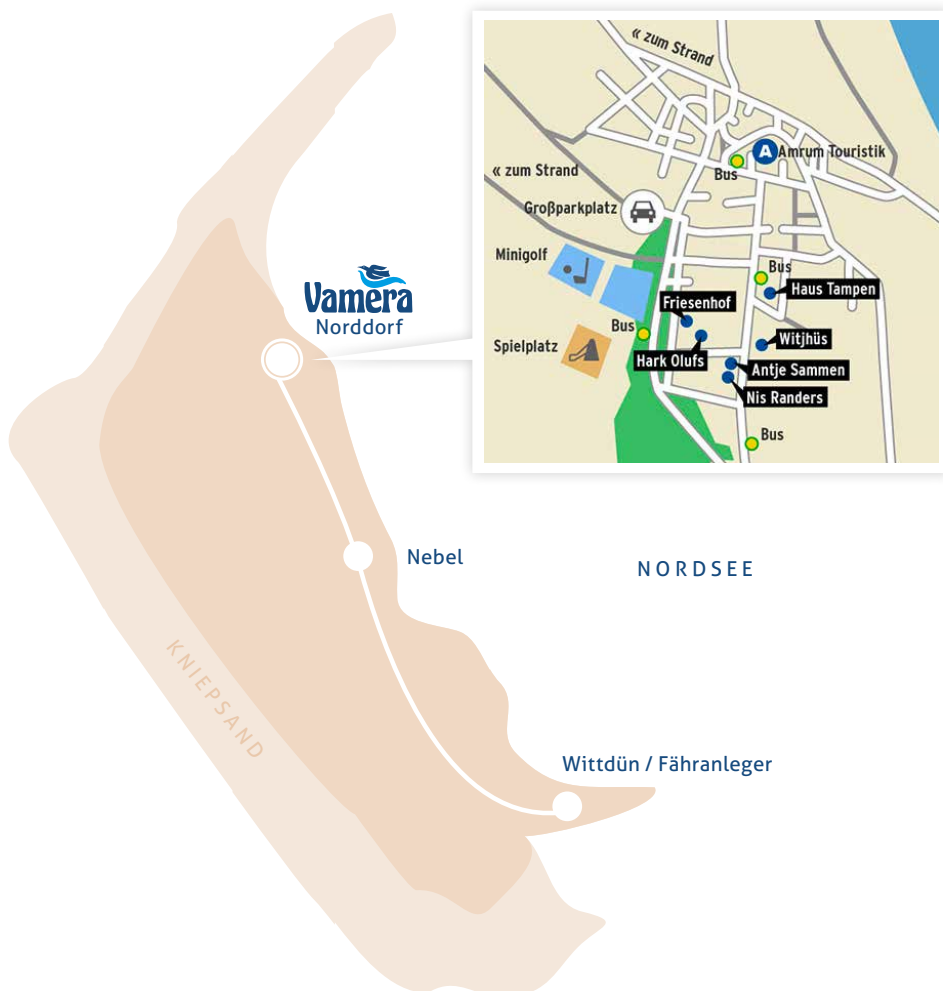 « zum Strand
A Amrum Touristik
Bus
« zum Strand
Großparkplatz
Minigolf
Bus
Haus Tampen
Friesenhof
Bus
Witjhüs
Spielplatz
Hark Olufs
Antje Sammen
Nis Randers
Bus
Vamera
Norddorf
Nebel
NORDSEE
KNIEPSAND
Wittdün / Fähranleger